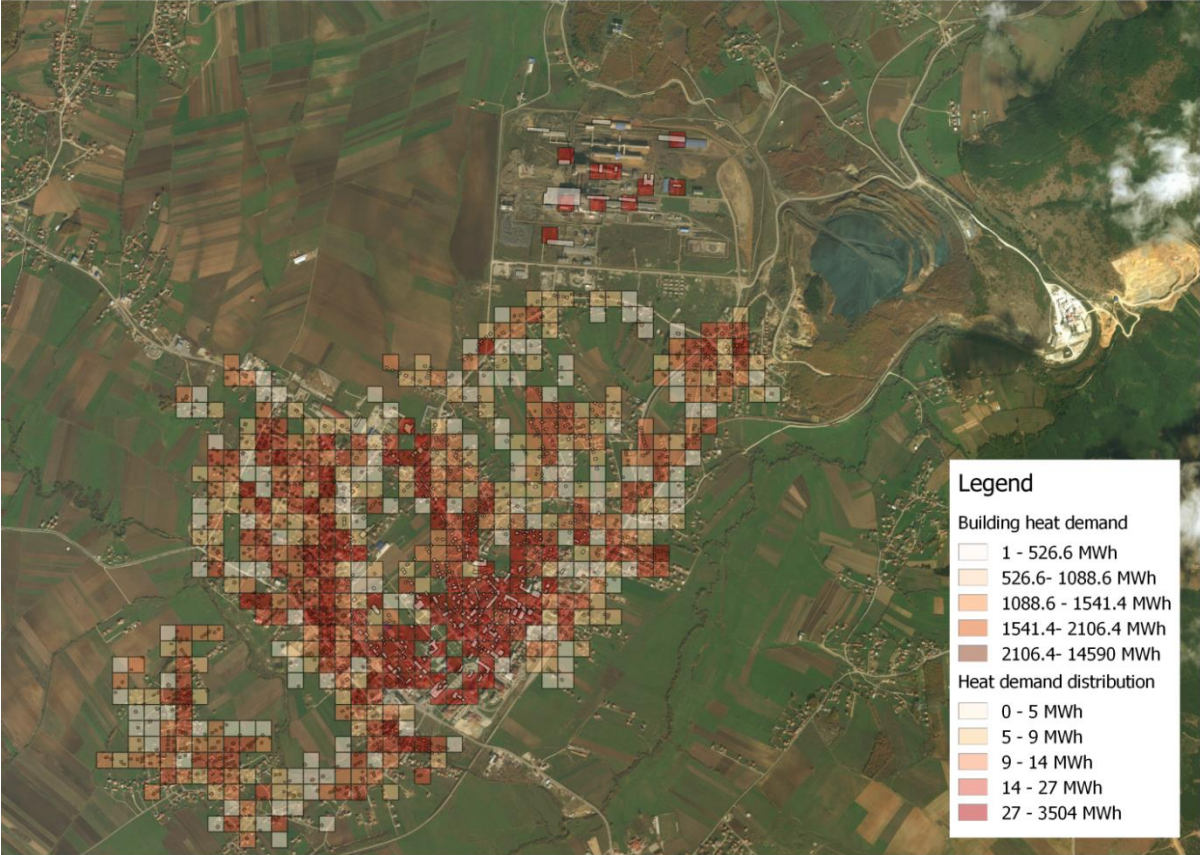 Legend
Building heat demand
1 - 526.6 MWh
526.6- 1088.6 MWh
1088.6 - 1541.4 MWh
1541.4- 2106.4 MWh
2106.4- 14590 MWh
Heat demand distribution
0 - 5 MWh
5 - 9 MWh
9 - 14 MWh
14 - 27 MWh
27 - 3504 MWh